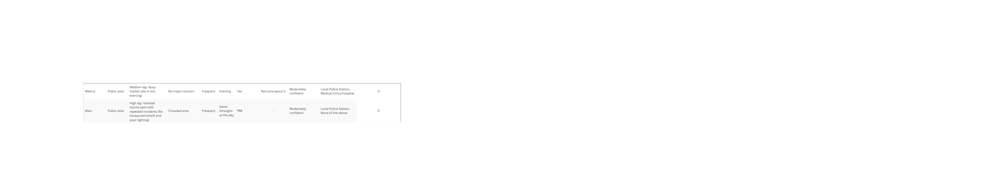 Meerut Public area Medium (eg- Busy market late in the evening) No major concern Frequent Evening Yes Not sure about it Moderately confident Local Police Station, Medical Clinic/Hospital 5
Mars Public area High (eg- Isolated tourist spot with repeated incidents like harassment/theft and poor lighting) Crowded area Frequent Same throughout the day Yes - Moderately confident Local Police Station, None of the above 5